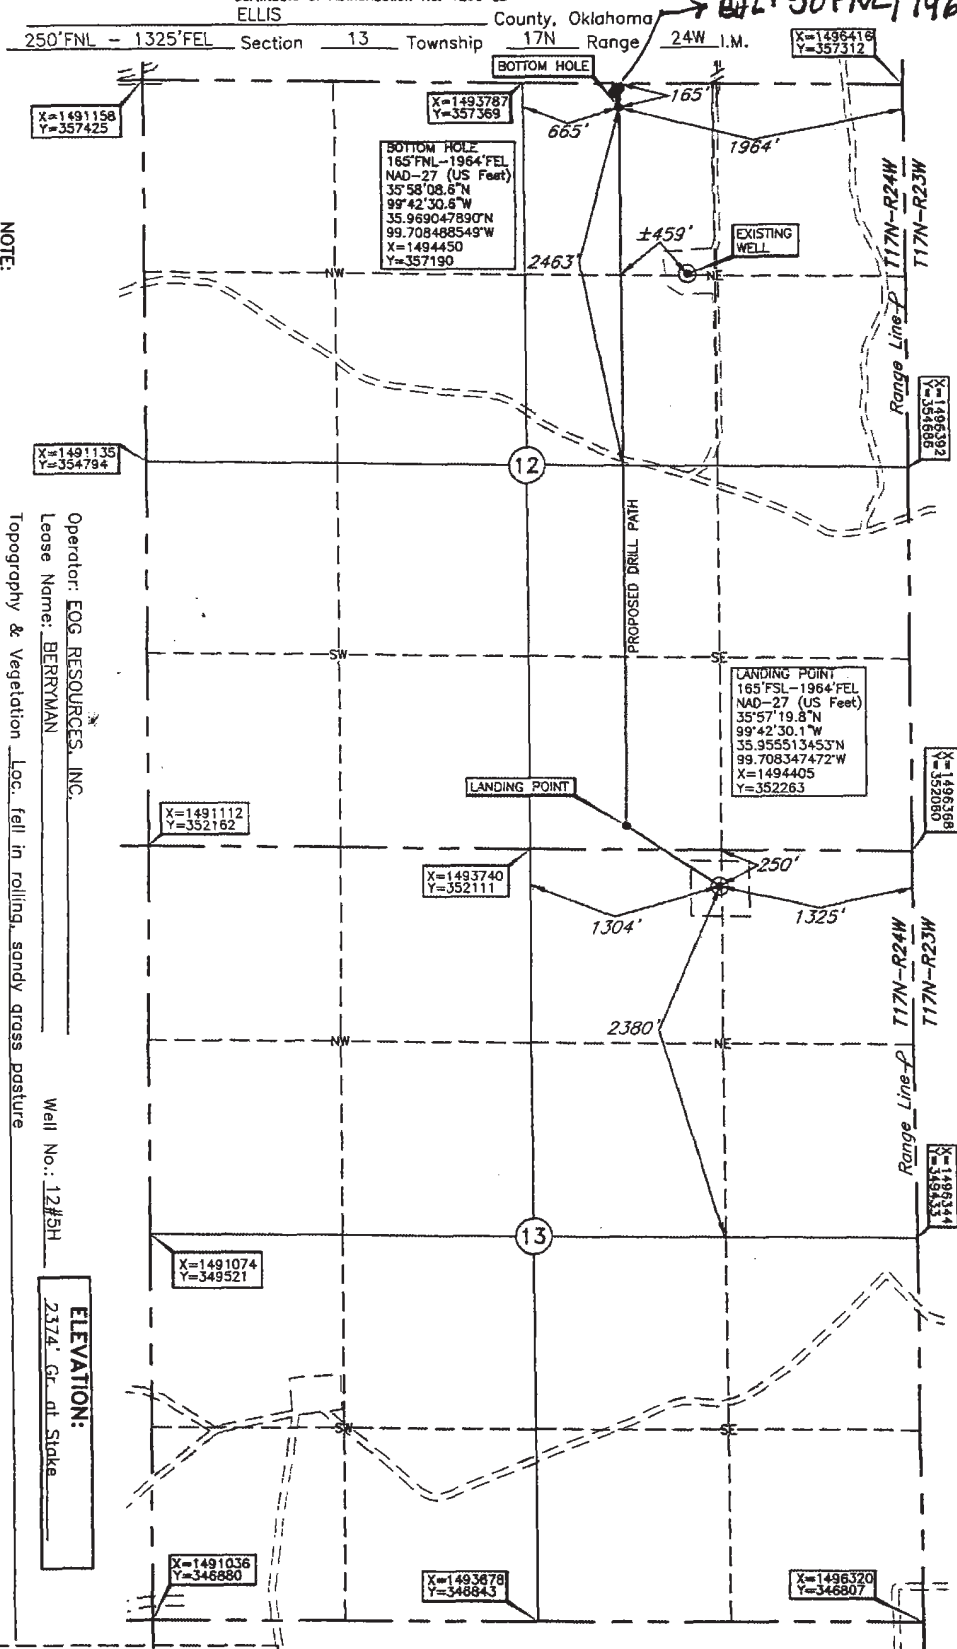 ELLIS County, Oklahoma
250'FNL - 1325'FEL Section 13 Township 17N Range 24W I.M.
X=1496416
Y=357312
BOTTOM HOLE
X=1491158
Y=357425
X=1493787
Y=357369
165'
665'
1964'
BOTTOM HOLE
165'FNL-1964'FEL
NAD-27 (US Feet)
35°58'08.6"N
99°42'30.6"W
35.969047890°N
99.708488549°W
X=1494450
Y=357190
T17N-R24W
T17N-R23W
±459'
EXISTING
WELL
2463'
NW
NE
NOTE:
Range Line
X=1496392
Y=354686
X=1491135
Y=354794
12
PROPOSED DRILL PATH
SW
SE
LANDING POINT
165'FSL-1964'FEL
NAD-27 (US Feet)
35°57'19.8"N
99°42'30.1"W
35.955513453°N
99.708347472°W
X=1494405
Y=352263
LANDING POINT
X=1491112
Y=352162
X=1496368
Y=352060
X=1493740
Y=352111
250'
1304'
1325'
T17N-R24W
T17N-R23W
2380'
NW
NE
Range Line
X=1496344
Y=349433
13
X=1491074
Y=349521
SW
SE
X=1491036
Y=346880
X=1493678
Y=346843
X=1496320
Y=346807
Operator: EOG RESOURCES, INC.
Lease Name: BERRYMAN Well No.: 12#5H
Topography & Vegetation Loc. fell in rolling, sandy grass pasture
ELEVATION:
2374' Gr. at Stake